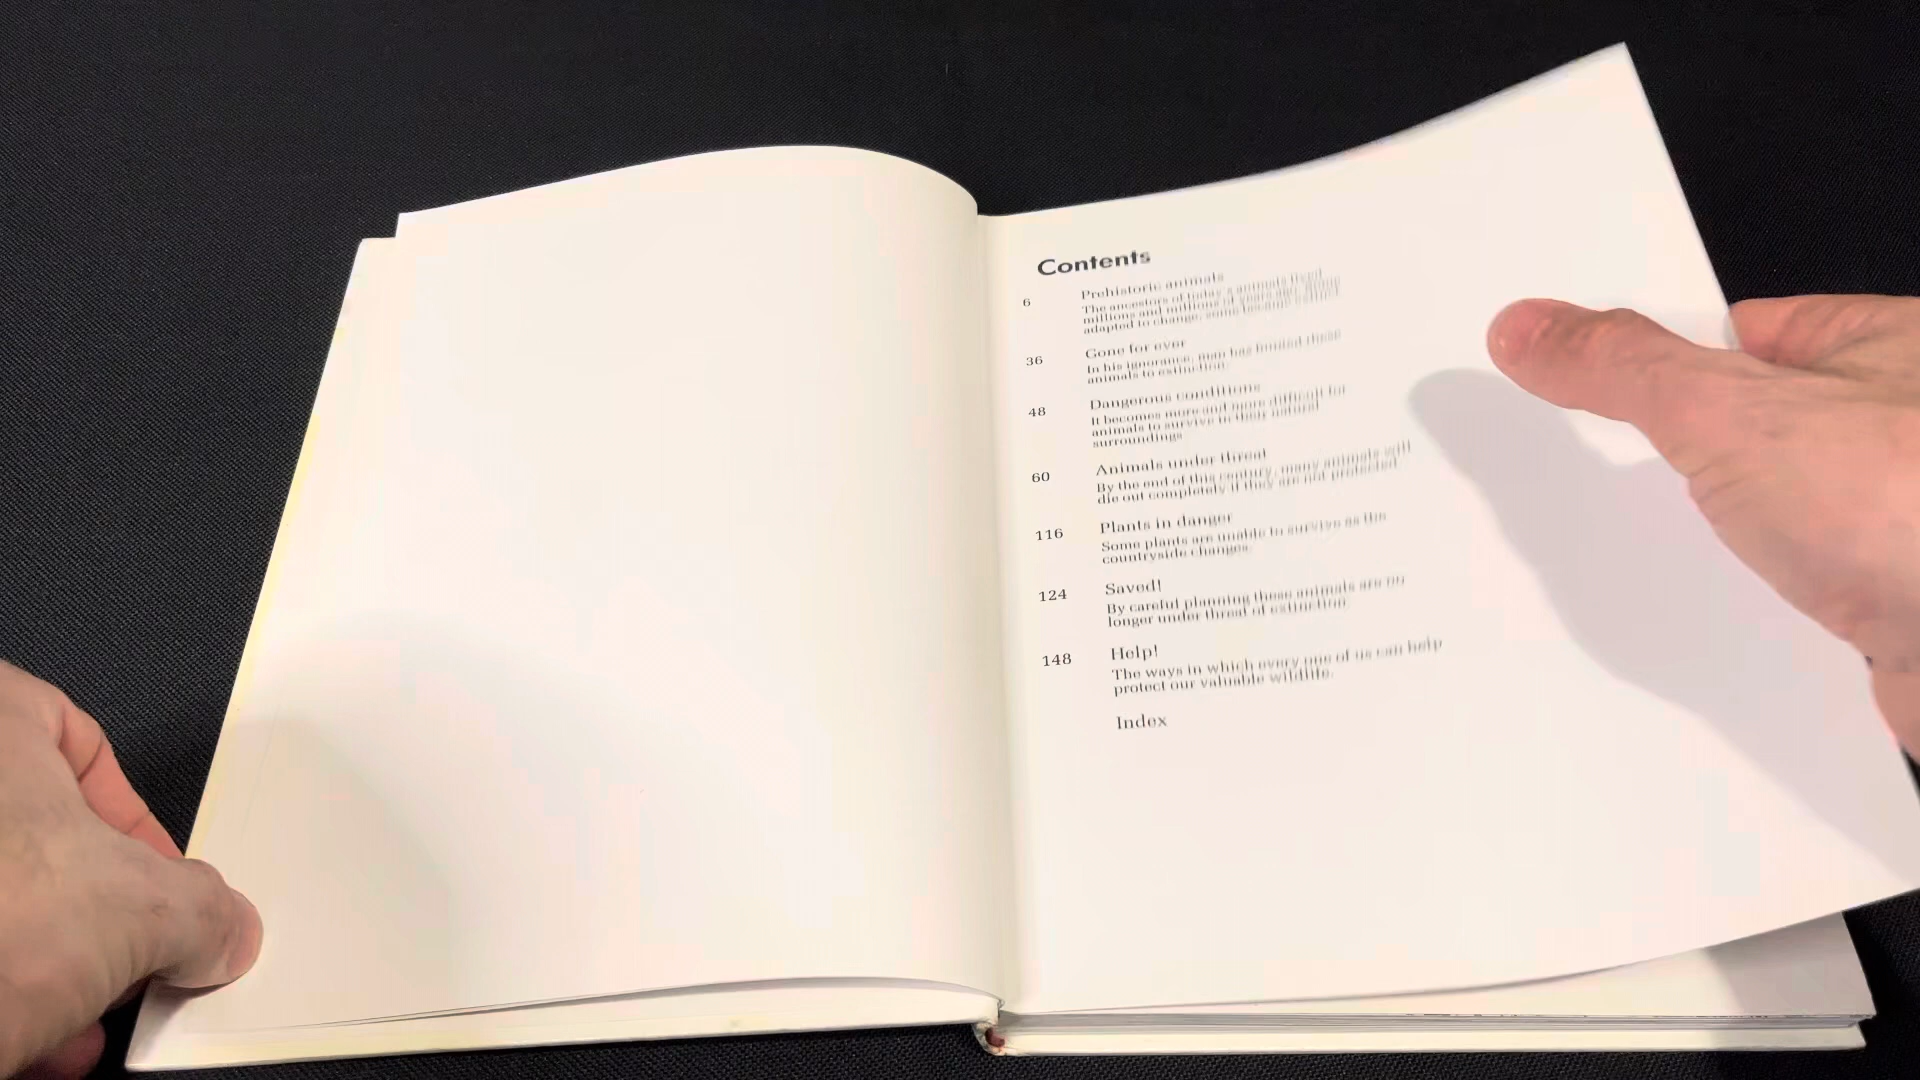 Contents
6 Prehistoric animals
The ancestors of today's animals lived
millions and millions of years ago. Some
adapted to change, some became extinct.
36 Gone for ever
In his ignorance, man has hunted these
animals to extinction.
48 Dangerous conditions
It becomes more and more difficult for
animals to survive in their natural
surroundings.
60 Animals under threat
By the end of this century, many animals will
die out completely if they are not protected.
116 Plants in danger
Some plants are unable to survive as the
countryside changes.
124 Saved!
By careful planning these animals are no
longer under threat of extinction.
148 Help!
The ways in which every one of us can help
protect our valuable wildlife.
Index